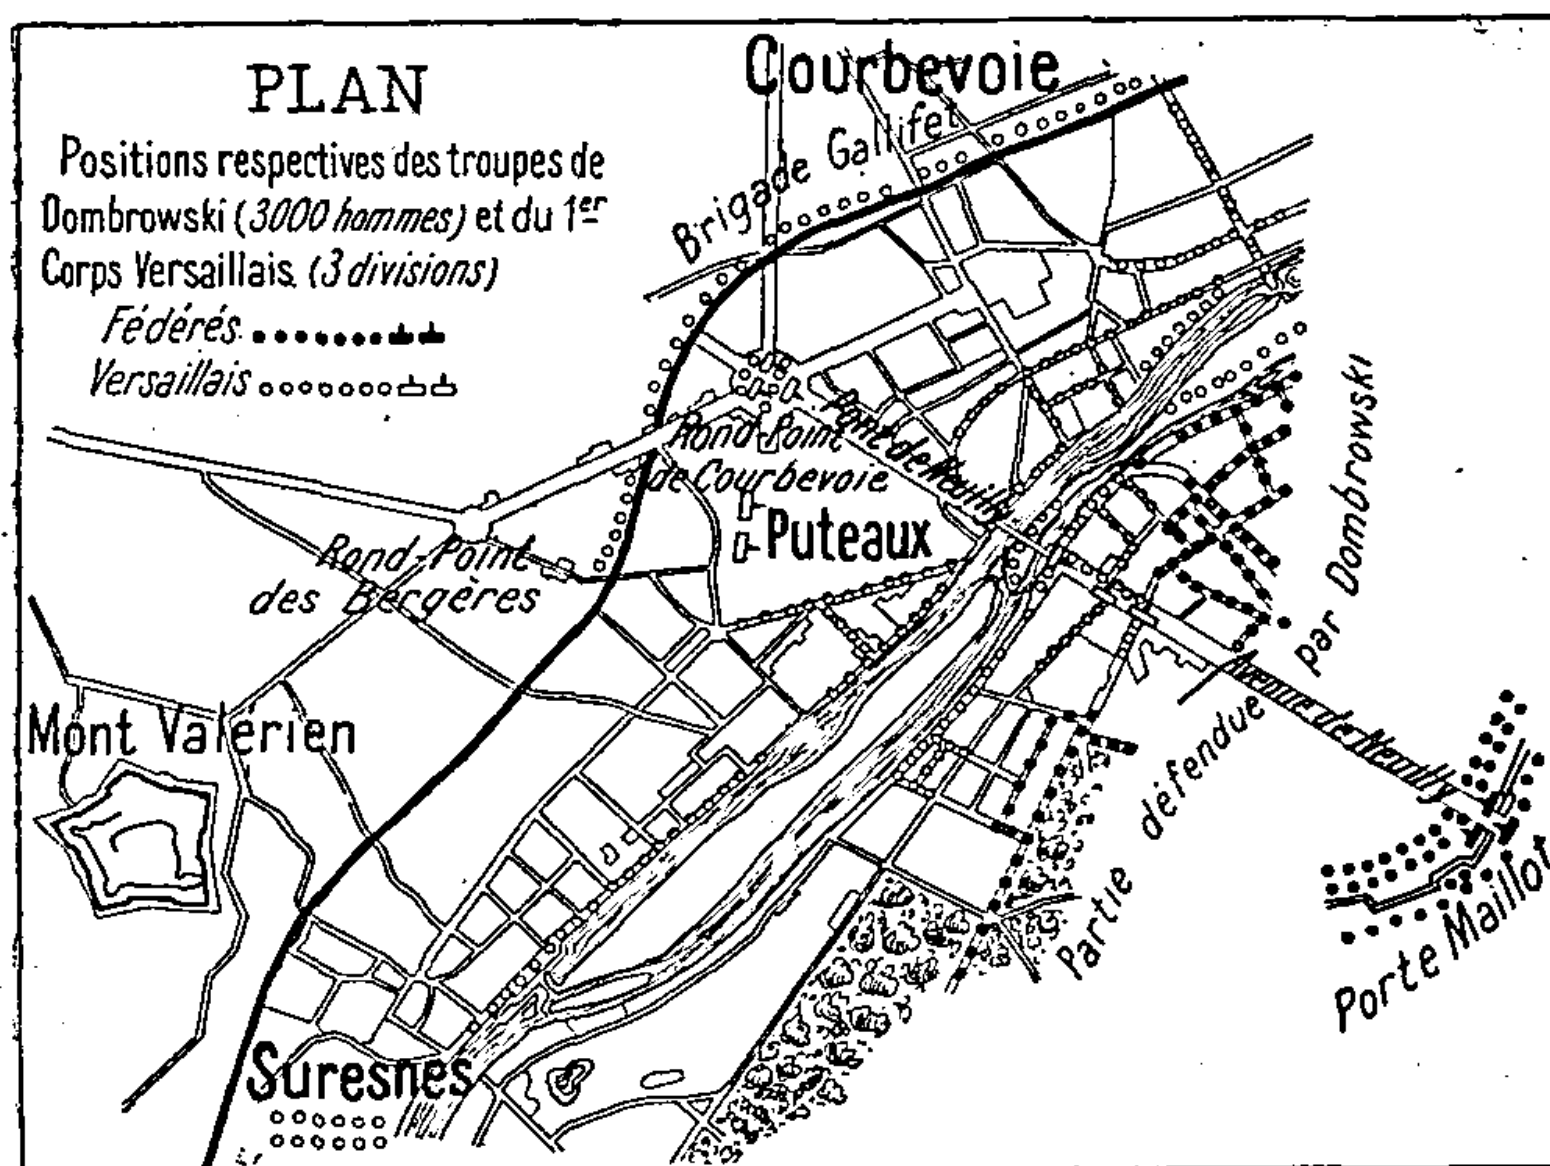 PLAN
Positions respectives des troupes de
Dombrowski (3000 hommes) et du 1er
Corps Versaillais (3 divisions)
Fédérés
Versaillais
Courbevoie
Brigade Gallifet
Pont de Neuilly
Rond-Point
de Courbevoie
Puteaux
Rond-Point
des Bergères
Mont Valérien
Suresnes
Partie défendue par Dombrowski
Avenue de Neuilly
Porte Maillot